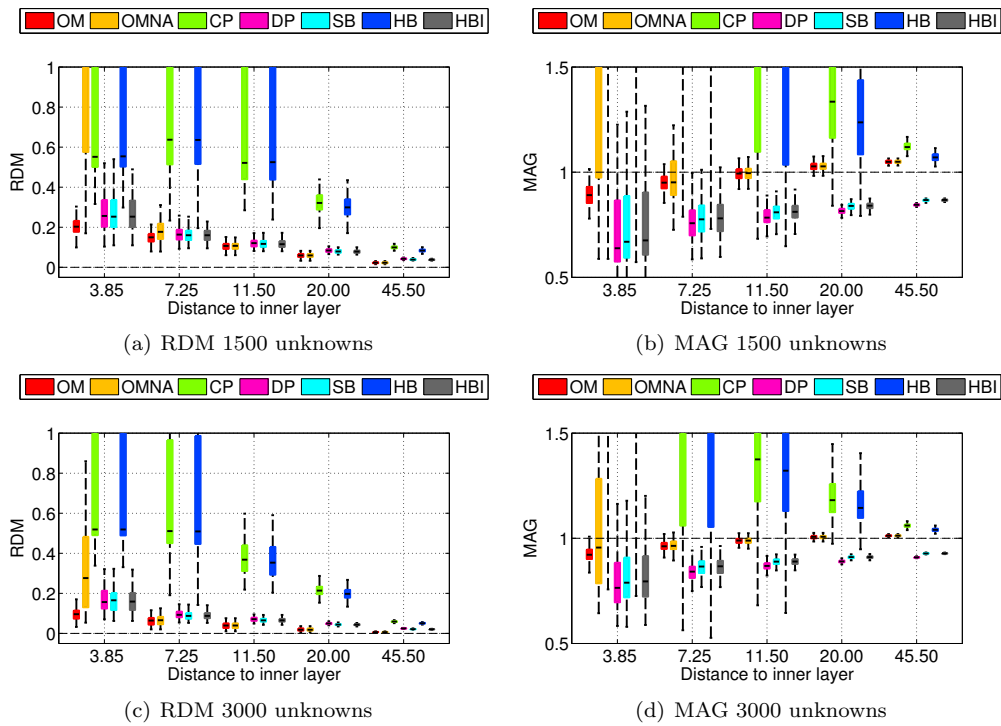 OM OMNA CP DP SB HB HBI
OM OMNA CP DP SB HB HBI
1
0.8
0.6
0.4
0.2
0
RDM
3.85 7.25 11.50 20.00 45.50
Distance to inner layer
(a) RDM 1500 unknowns
1.5
1
0.5
MAG
3.85 7.25 11.50 20.00 45.50
Distance to inner layer
(b) MAG 1500 unknowns
OM OMNA CP DP SB HB HBI
OM OMNA CP DP SB HB HBI
1
0.8
0.6
0.4
0.2
0
RDM
3.85 7.25 11.50 20.00 45.50
Distance to inner layer
(c) RDM 3000 unknowns
1.5
1
0.5
MAG
3.85 7.25 11.50 20.00 45.50
Distance to inner layer
(d) MAG 3000 unknowns